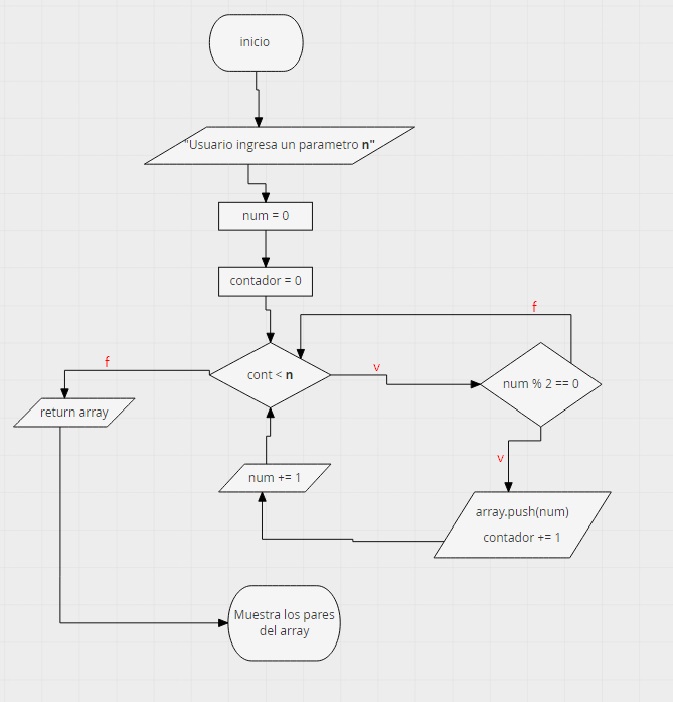 inicio
"Usuario ingresa un parametro n"
num = 0
contador = 0
f
f
cont < n
v
num % 2 == 0
return array
v
num += 1
array.push(num)
contador += 1
Muestra los pares
del array